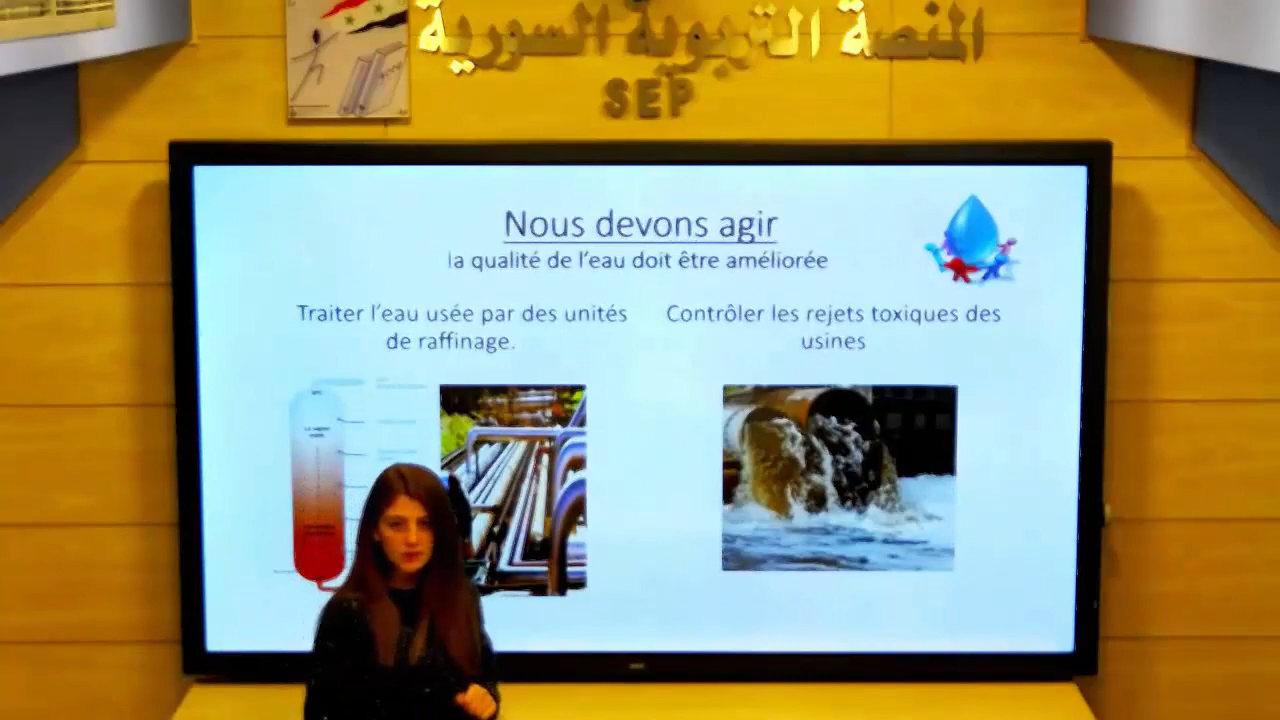 المنصة التربوية السورية
SEP
Nous devons agir
la qualité de l'eau doit être améliorée
Traiter l'eau usée par des unités
de raffinage.
Contrôler les rejets toxiques des
usines